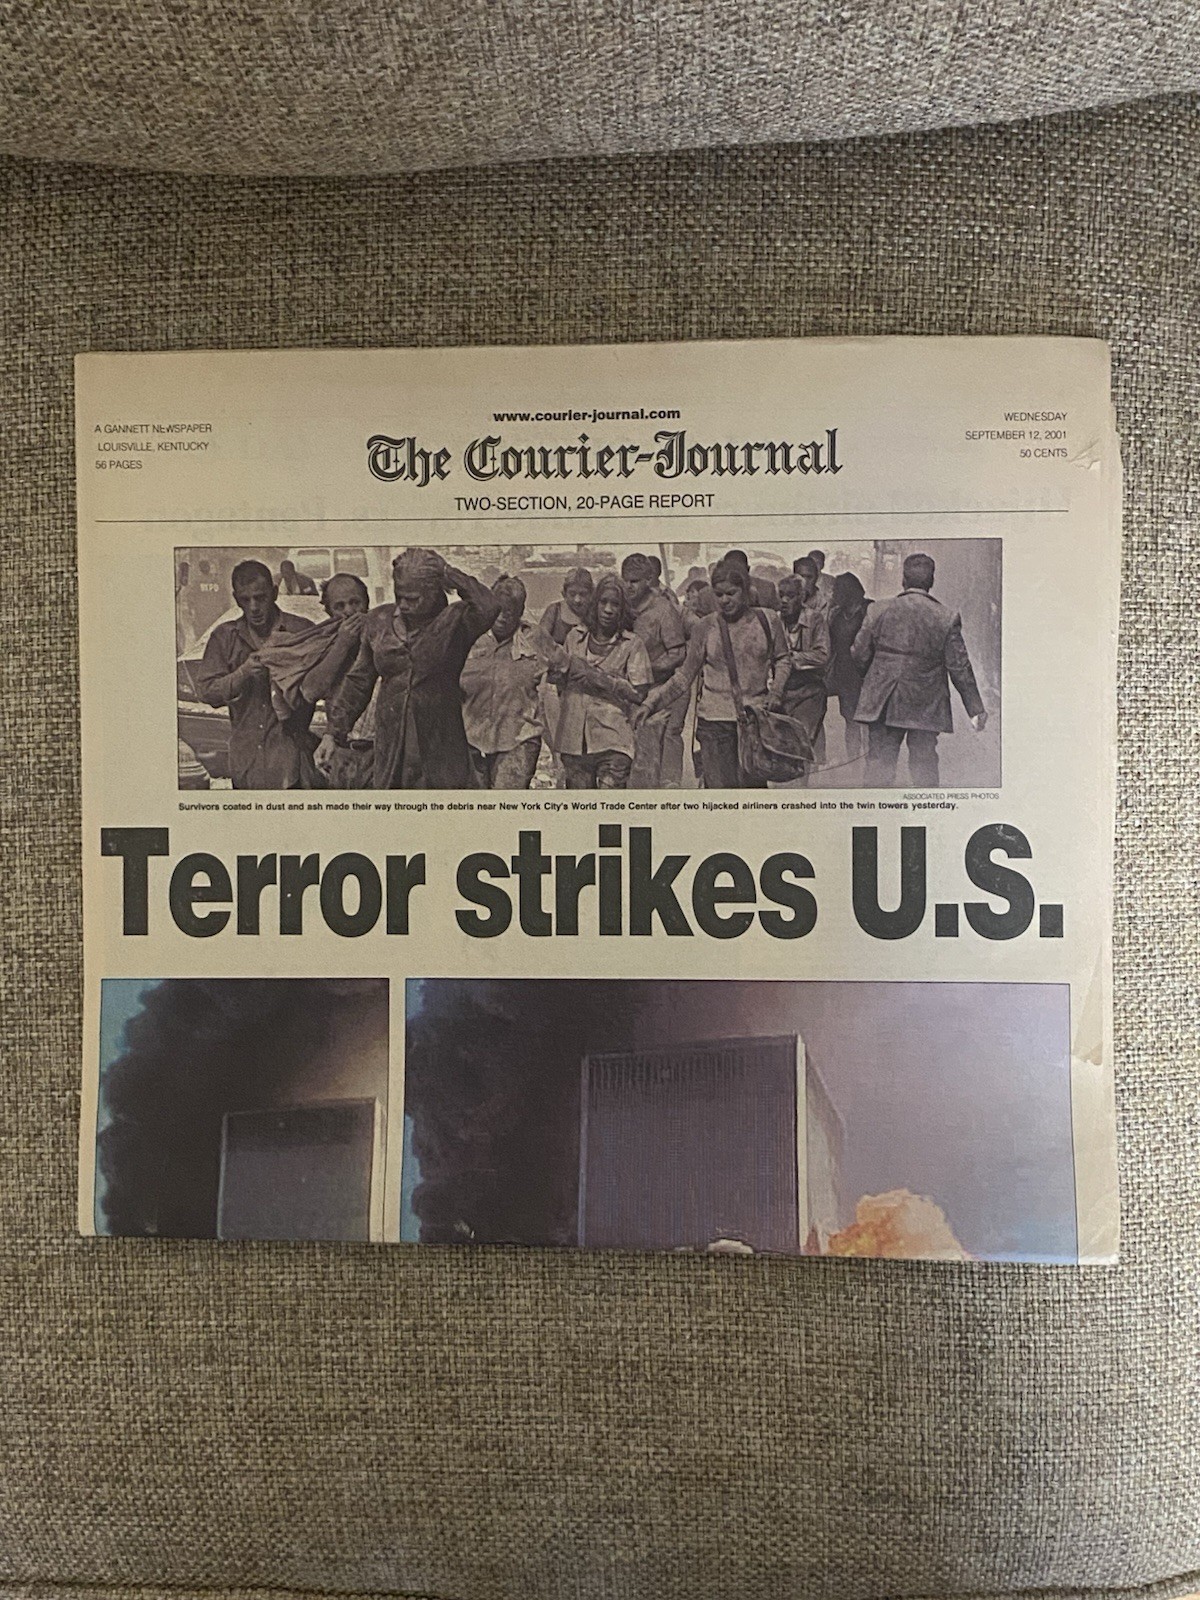 www.courier-journal.com
A GANNETT NEWSPAPER
LOUISVILLE, KENTUCKY
56 PAGES
The Courier-Journal
WEDNESDAY
SEPTEMBER 12, 2001
50 CENTS
TWO-SECTION, 20-PAGE REPORT
ASSOCIATED PRESS PHOTOS
Survivors coated in dust and ash made their way through the debris near New York City's World Trade Center after two hijacked airliners crashed into the twin towers yesterday.
Terror strikes U.S.